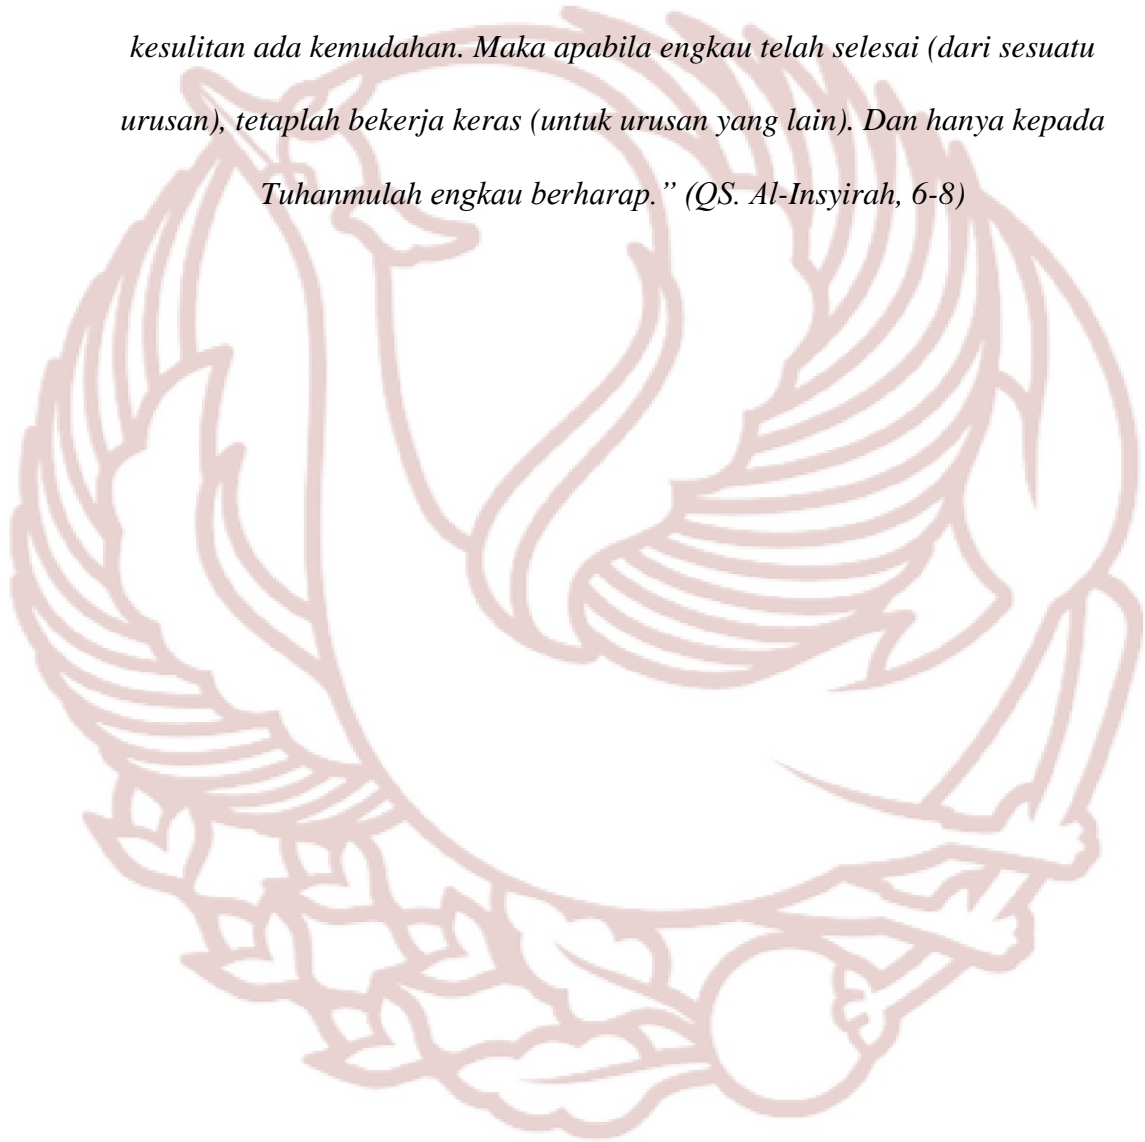 kesulitan ada kemudahan. Maka apabila engkau telah selesai (dari sesuatu
urusan), tetaplah bekerja keras (untuk urusan yang lain). Dan hanya kepada
Tuhanmulah engkau berharap.” (QS. Al-Insyirah, 6-8)